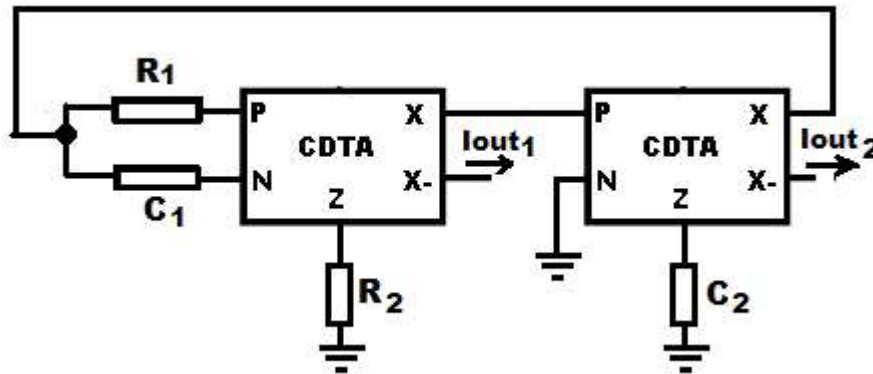 R1
P
X
P
X
CDTA
Iout1
CDTA
Iout2
N
X-
N
X-
C1
Z
Z
R2
C2